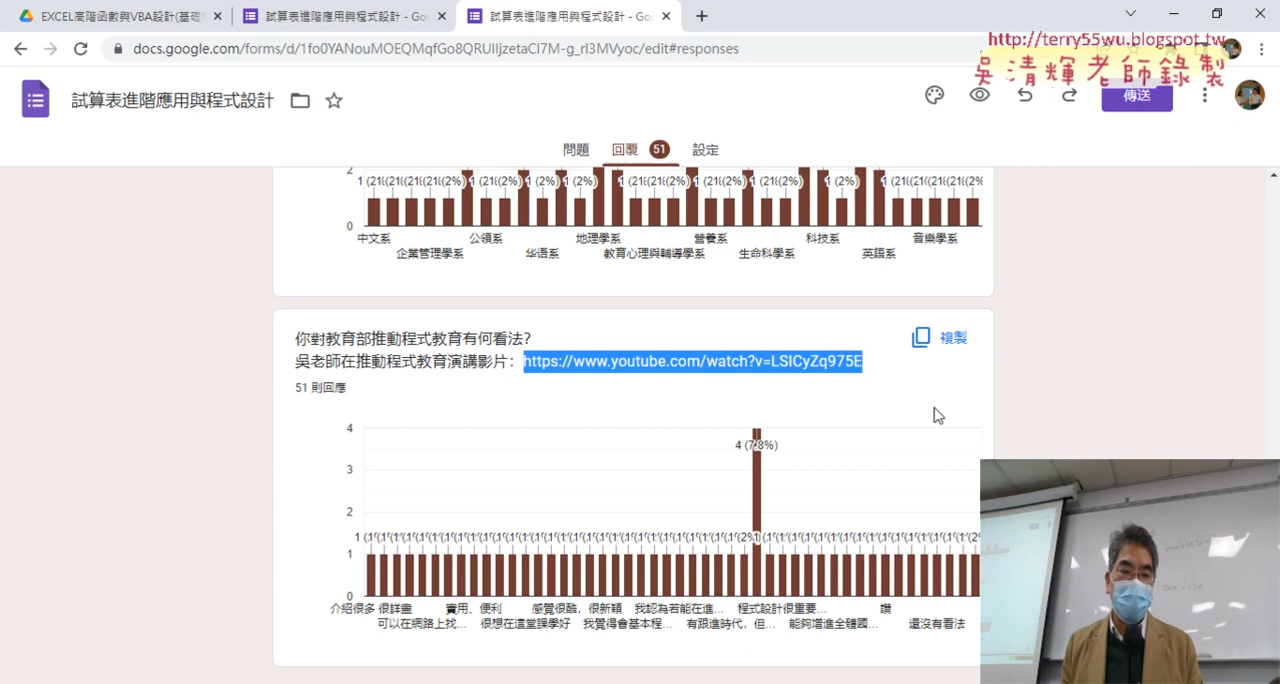 EXCEL高階函數與VBA設計(基礎
試算表進階應用與程式設計 - Go
試算表進階應用與程式設計 - Go
docs.google.com/forms/d/1fo0YANouMOEQMqfGo8QRUIljzetaCI7M-g_rI3MVyoc/edit#responses
http://terry55wu.blogspot.tw
吳清輝老師錄製
試算表進階應用與程式設計
傳送
問題 回覆 51 設定
2
0
中文系 公領系 地理學系 營養系 科技系 音樂學系
企業管理學系 华语系 教育心理與輔導學系 生命科學系 英語系
你對教育部推動程式教育有何看法?
複製
吳老師在推動程式教育演講影片：https://www.youtube.com/watch?v=LSlCyZq975E
51 則回應
4
4 (7.8%)
3
2
1
0
介紹很多 很詳盡 實用、便利 感覺很酷，很新穎 我認為若能在進... 程式設計很重要... 讚
可以在網路上找... 很想在這堂課學好 我覺得會基本程... 有跟進時代，但... 能夠增進全體國... 還沒有看法